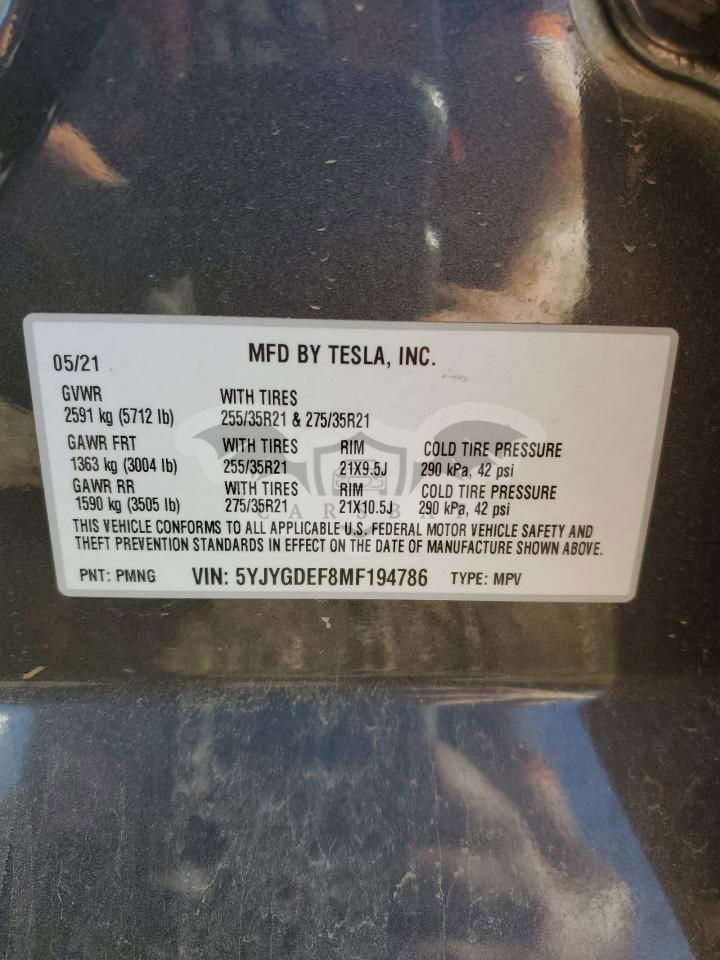 05/21 MFD BY TESLA, INC.
GVWR WITH TIRES
2591 kg (5712 lb) 255/35R21 & 275/35R21
GAWR FRT WITH TIRES RIM COLD TIRE PRESSURE
1363 kg (3004 lb) 255/35R21 21X9.5J 290 kPa, 42 psi
GAWR RR WITH TIRES RIM COLD TIRE PRESSURE
1590 kg (3505 lb) 275/35R21 21X10.5J 290 kPa, 42 psi
THIS VEHICLE CONFORMS TO ALL APPLICABLE U.S. FEDERAL MOTOR VEHICLE SAFETY AND
THEFT PREVENTION STANDARDS IN EFFECT ON THE DATE OF MANUFACTURE SHOWN ABOVE.
PNT: PMNG VIN: 5YJYGDEF8MF194786 TYPE: MPV